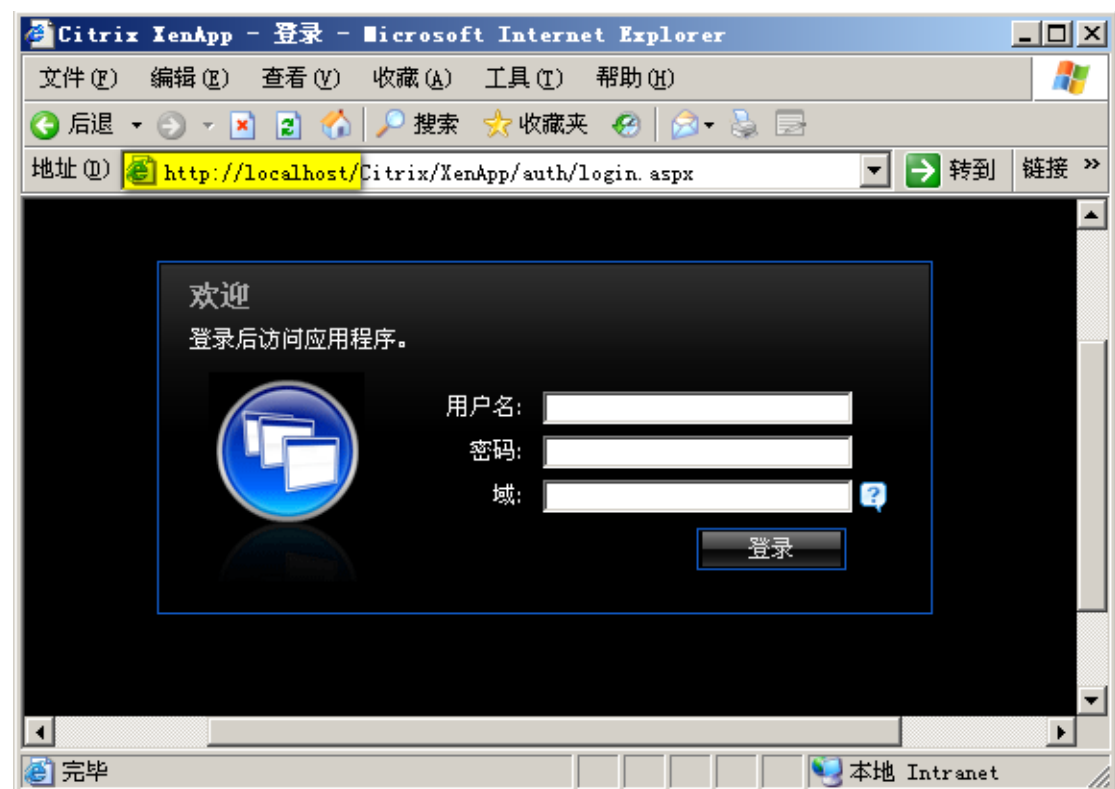 Citrix XenApp - 登录 - Microsoft Internet Explorer
文件(F) 编辑(E) 查看(V) 收藏(A) 工具(T) 帮助(H)
后退 搜索 收藏夹
地址(D) http://localhost/Citrix/XenApp/auth/login.aspx 转到 链接 »
欢迎
登录后访问应用程序。
用户名:
密码:
域: ?
登录
完毕 本地 Intranet